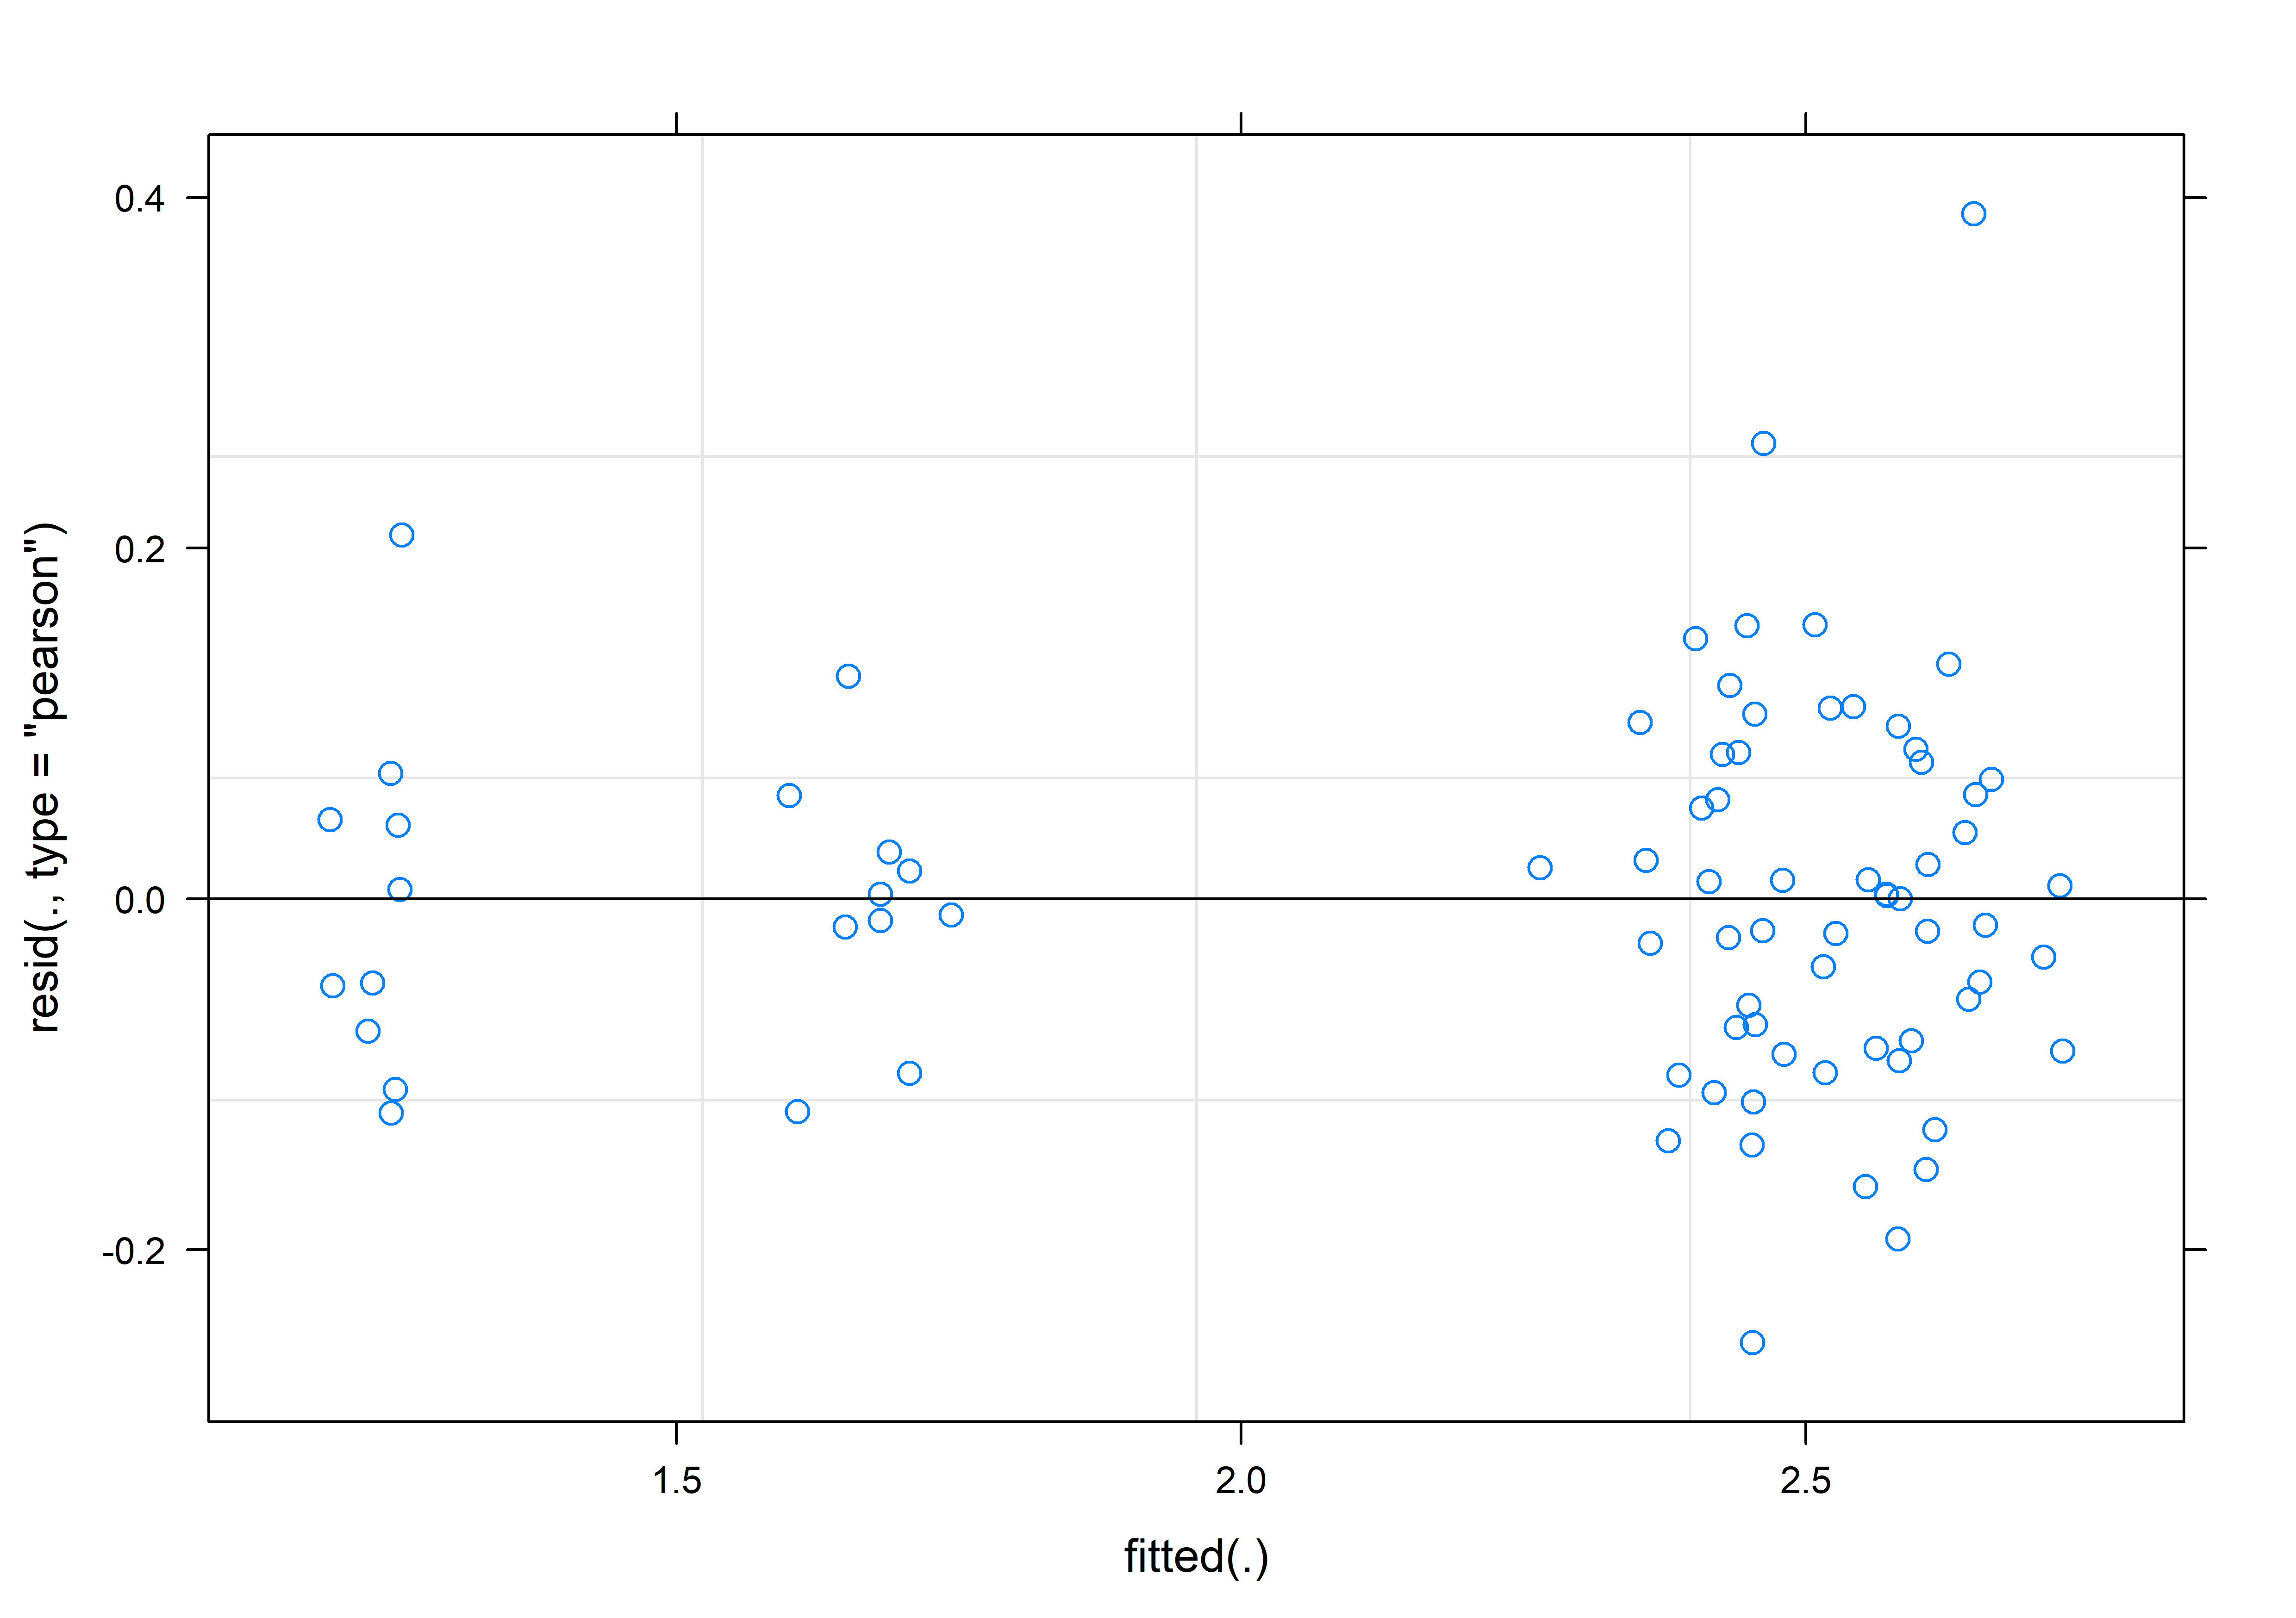 0.4
0.2
0.0
-0.2
resid(., type = "pearson")
1.5 2.0 2.5
fitted(.)